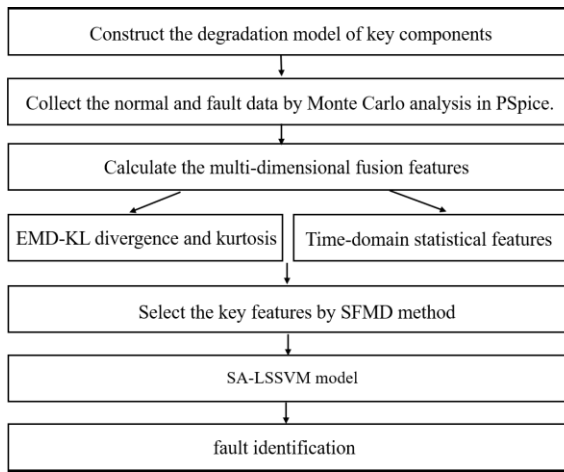 Construct the degradation model of key components
Collect the normal and fault data by Monte Carlo analysis in PSpice.
Calculate the multi-dimensional fusion features
EMD-KL divergence and kurtosis
Time-domain statistical features
Select the key features by SFMD method
SA-LSSVM model
fault identification